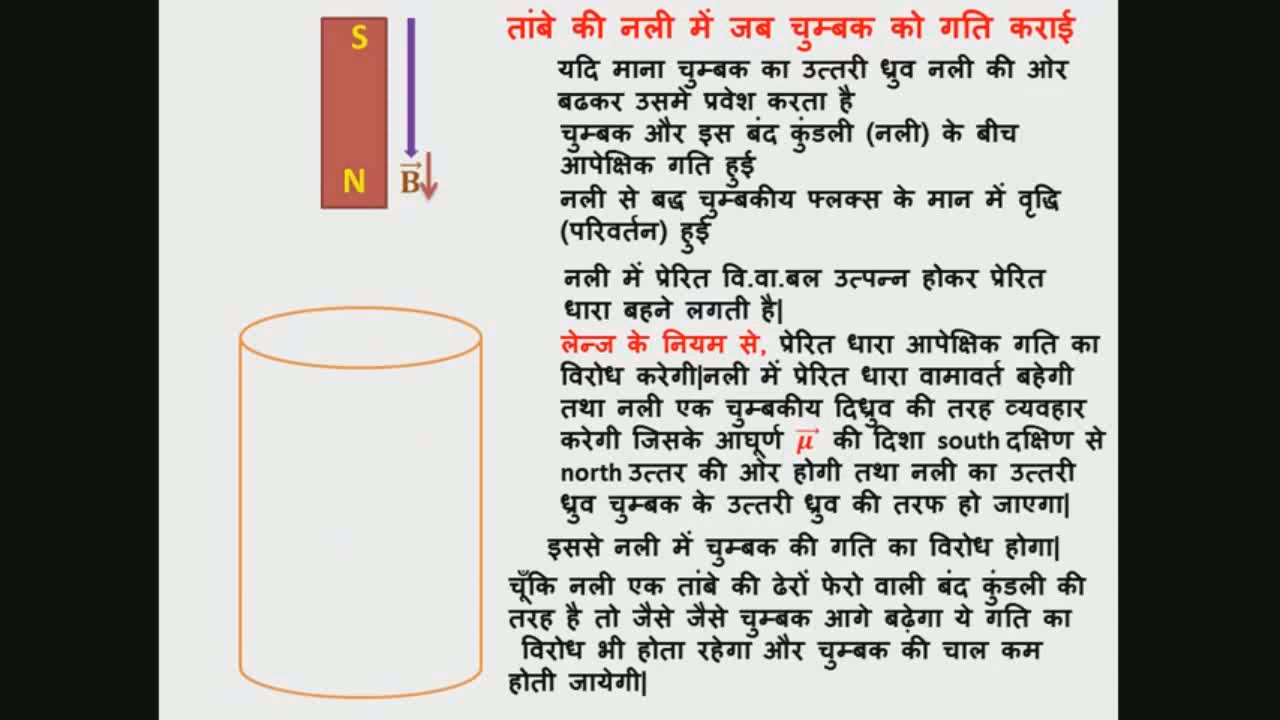 S
N
B
तांबे की नली में जब चुम्बक को गति कराई
यदि माना चुम्बक का उत्तरी ध्रुव नली की ओर
बढकर उसमे प्रवेश करता है
चुम्बक और इस बंद कुंडली (नली) के बीच
आपेक्षिक गति हुई
नली से बद्ध चुम्बकीय फ्लक्स के मान में वृद्धि
(परिवर्तन) हुई
नली में प्रेरित वि.वा.बल उत्पन्न होकर प्रेरित
धारा बहने लगती है|
लेन्ज के नियम से, प्रेरित धारा आपेक्षिक गति का
विरोध करेगी|नली में प्रेरित धारा वामावर्त बहेगी
तथा नली एक चुम्बकीय दिध्रुव की तरह व्यवहार
करेगी जिसके आघूर्ण μ⃗ की दिशा south दक्षिण से
north उत्तर की ओर होगी तथा नली का उत्तरी
ध्रुव चुम्बक के उत्तरी ध्रुव की तरफ हो जाएगा|
इससे नली में चुम्बक की गति का विरोध होगा|
चूँकि नली एक तांबे की ढेरों फेरो वाली बंद कुंडली की
तरह है तो जैसे जैसे चुम्बक आगे बढ़ेगा ये गति का
विरोध भी होता रहेगा और चुम्बक की चाल कम
होती जायेगी|